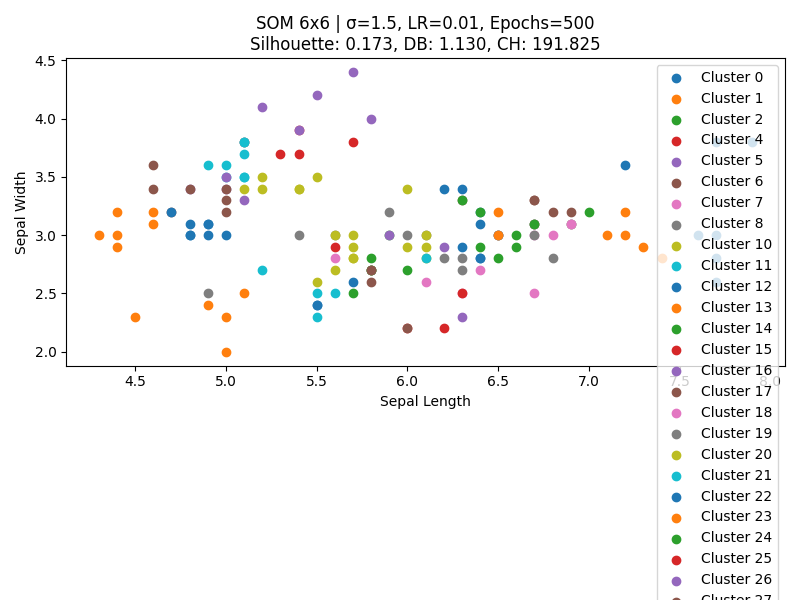 SOM 6x6 | σ=1.5, LR=0.01, Epochs=500
Silhouette: 0.173, DB: 1.130, CH: 191.825
4.5
4.0
3.5
3.0
2.5
2.0
Sepal Width
4.5
5.0
5.5
6.0
6.5
7.0
7.5
8.0
Sepal Length
Cluster 0
Cluster 1
Cluster 2
Cluster 4
Cluster 5
Cluster 6
Cluster 7
Cluster 8
Cluster 10
Cluster 11
Cluster 12
Cluster 13
Cluster 14
Cluster 15
Cluster 16
Cluster 17
Cluster 18
Cluster 19
Cluster 20
Cluster 21
Cluster 22
Cluster 23
Cluster 24
Cluster 25
Cluster 26
Cluster 27